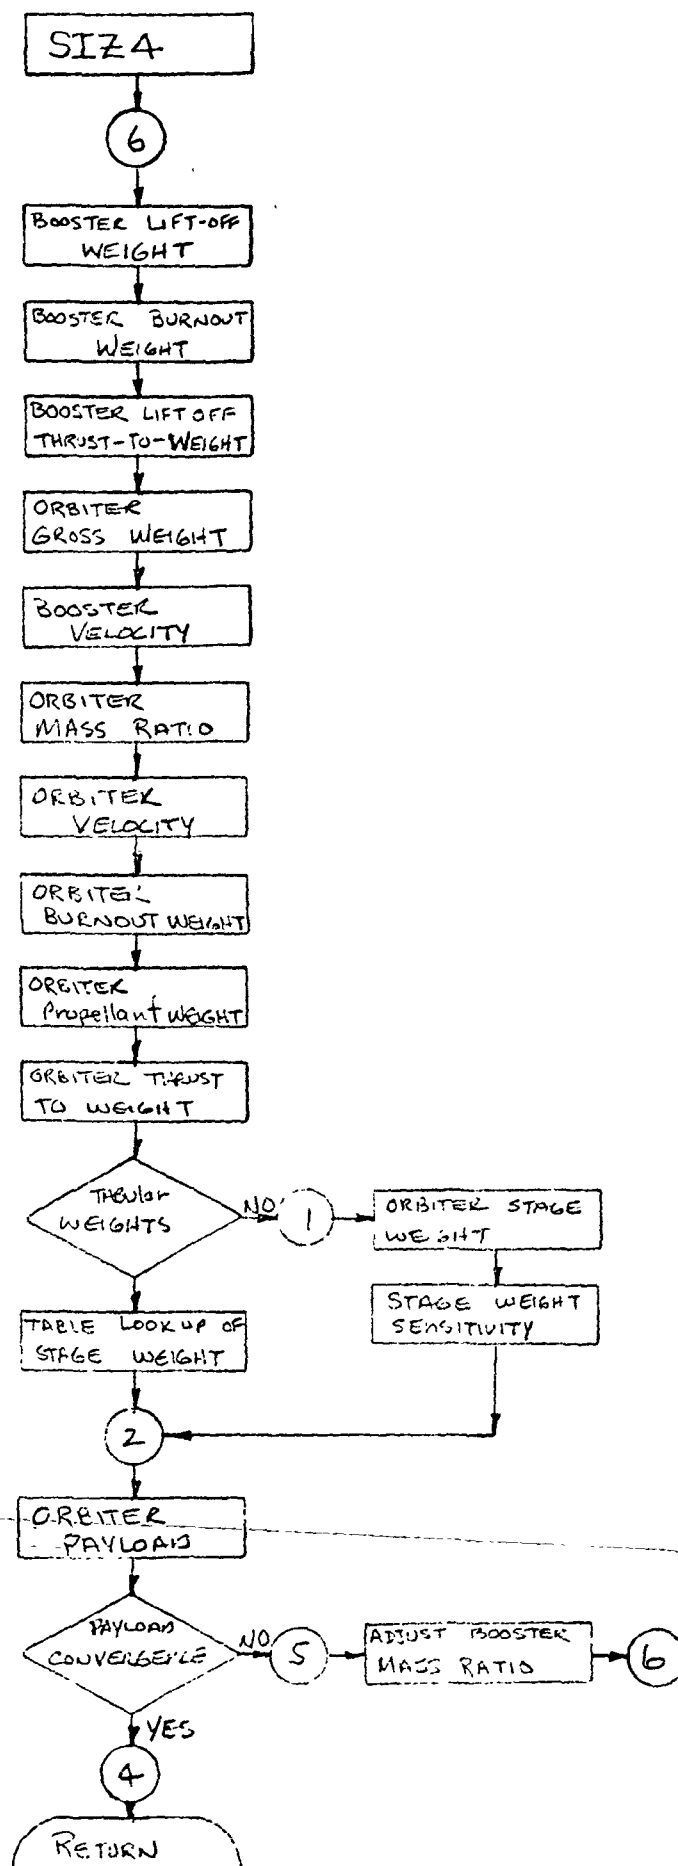 SIZ4
6
BOOSTER LIFT-OFF
WEIGHT
BOOSTER BURNOUT
WEIGHT
BOOSTER LIFT OFF
THRUST-TO-WEIGHT
ORBITER
GROSS WEIGHT
BOOSTER
VELOCITY
ORBITER
MASS RATIO
ORBITER
VELOCITY
ORBITER
BURNOUT WEIGHT
ORBITER
Propellant WEIGHT
ORBITER THRUST
TO WEIGHT
TABular
WEIGHTS
NO
1
ORBITER STAGE
WEIGHT
STAGE WEIGHT
SENSITIVITY
TABLE LOOKUP OF
STAGE WEIGHT
2
ORBITER
PAYLOAD
PAYLOAD
CONVERGENCE
NO
5
ADJUST BOOSTER
MASS RATIO
6
YES
4
RETURN